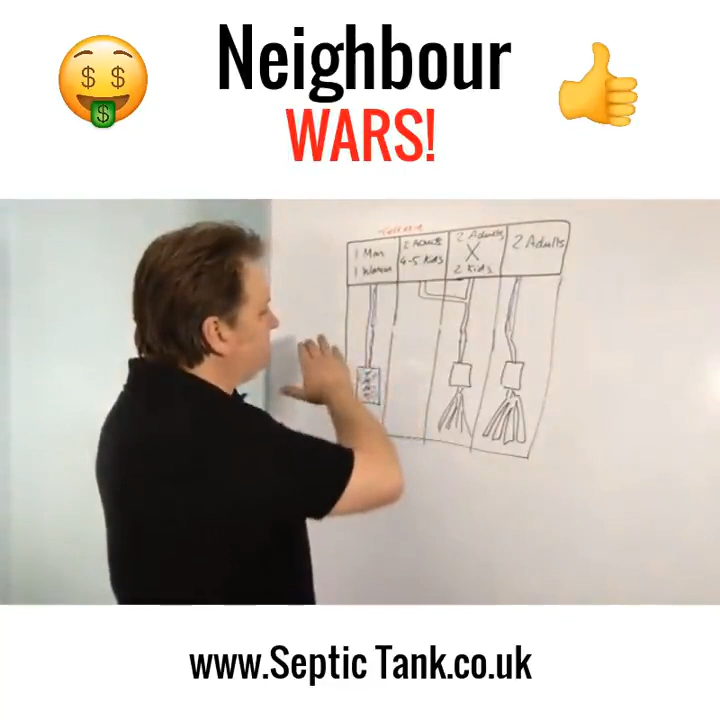 Neighbour
WARS!
1 Man
1 Woman
2 Adults
4-5 Kids
2 Adults
X
2 Kids
2 Adults
www.Septic Tank.co.uk